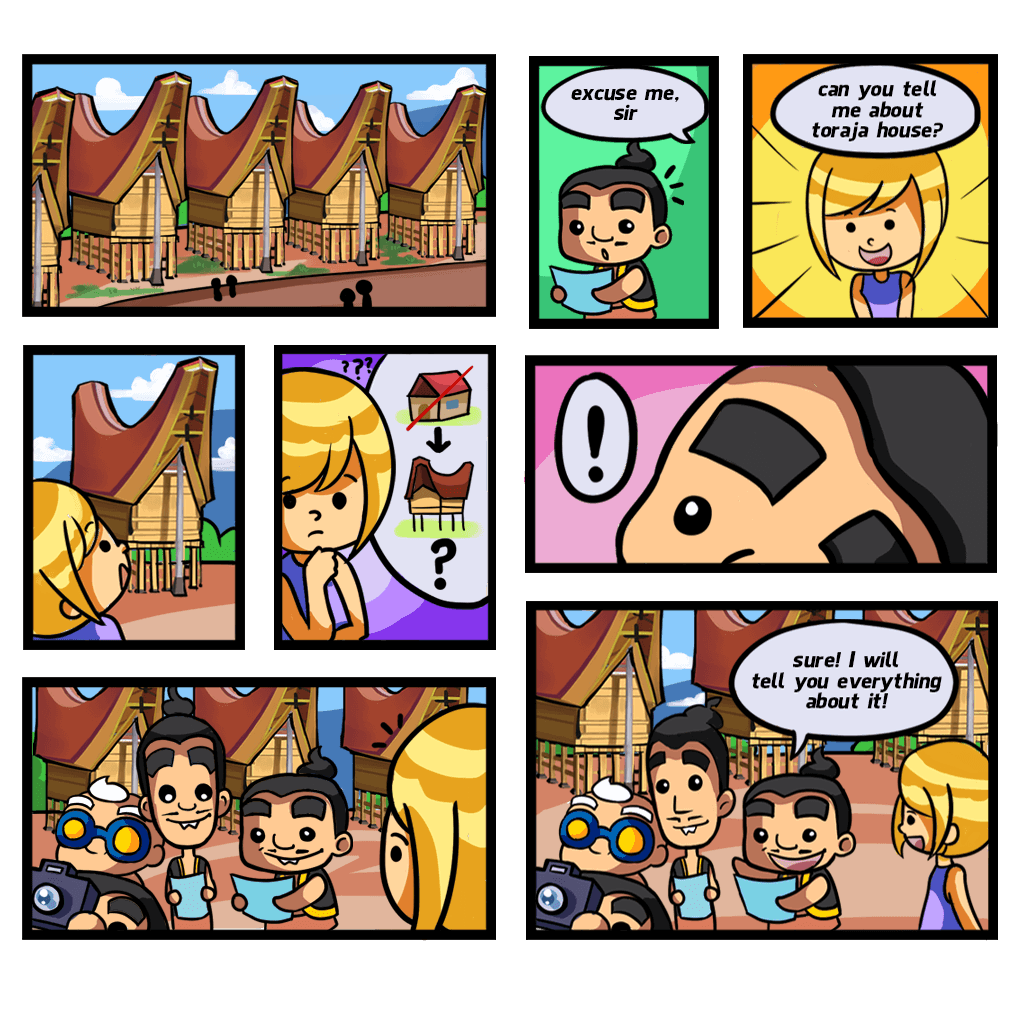 excuse me,
sir
can you tell
me about
toraja house?
???
?
!
sure! I will
tell you everything
about it!